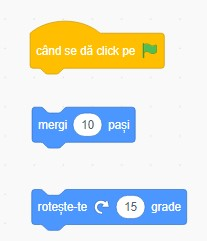 când se dă click pe
mergi 10 pași
rotește-te 15 grade